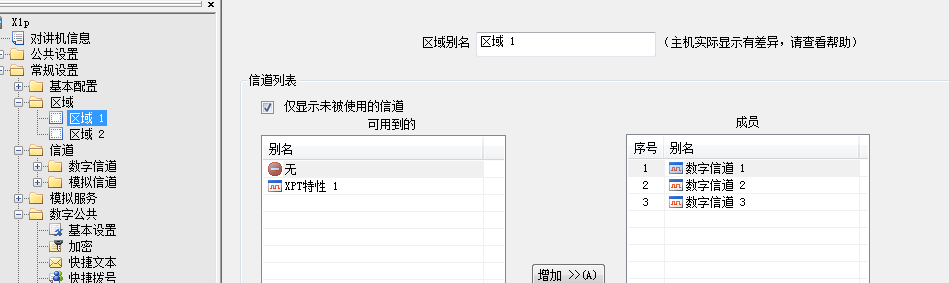 X1p
对讲机信息
公共设置
常规设置
基本配置
区域
区域 1
区域 2
信道
数字信道
模拟信道
模拟服务
数字公共
基本设置
加密
快捷文本
快捷拨号
区域别名 区域 1 (主机实际显示有差异，请查看帮助)
信道列表
仅显示未被使用的信道
可用到的
别名
无
XPT特性 1
增加 >>(A)
成员
序号 别名
1 数字信道 1
2 数字信道 2
3 数字信道 3